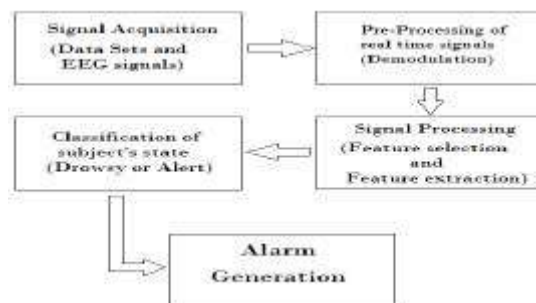 Signal Acquisition
(Data Sets and
EEG signals)
Pre-Processing of
real time signals
(Demodulation)
Signal Processing
(Feature selection
and
Feature extraction)
Classification of
subject's state
(Drowsy or Alert)
Alarm
Generation